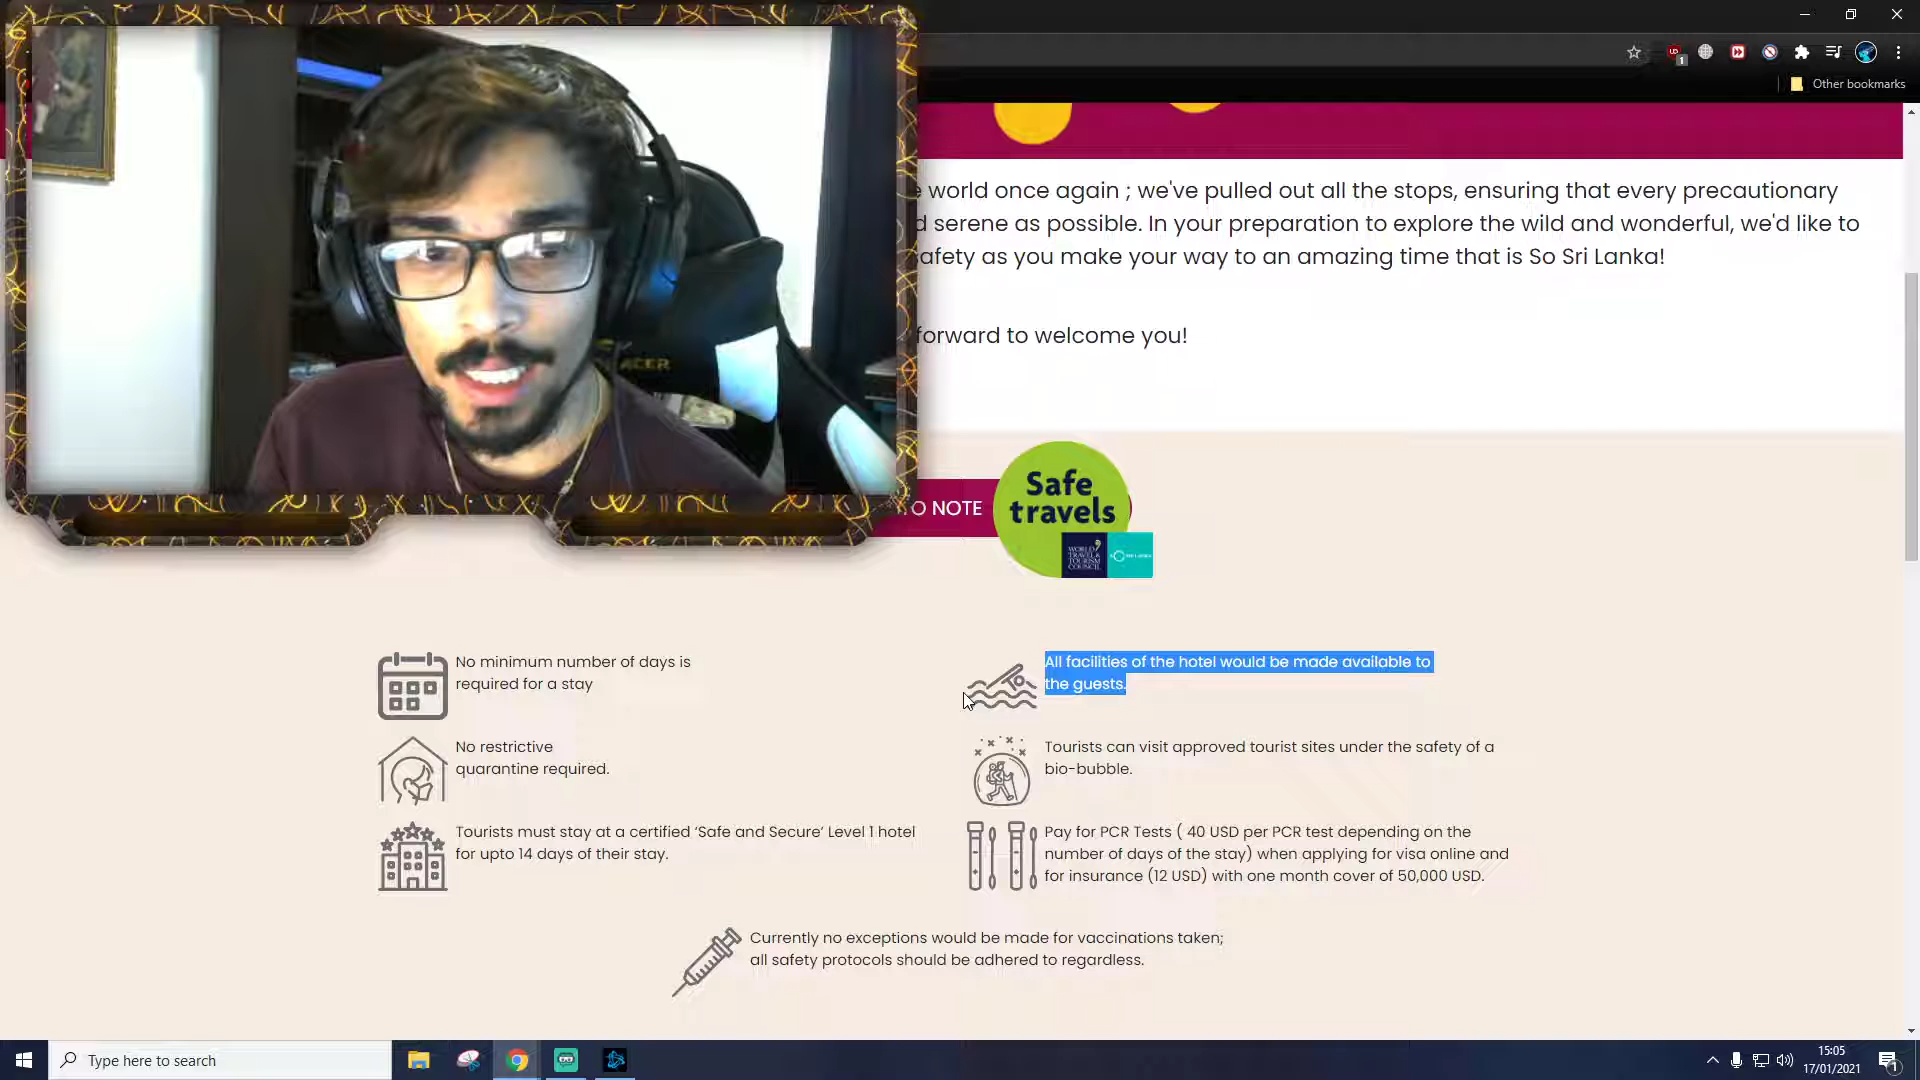 Other bookmarks
world once again ; we've pulled out all the stops, ensuring that every precautionary
serene as possible. In your preparation to explore the wild and wonderful, we'd like to
as you make your way to an amazing time that is So Sri Lanka!
forward to welcome you!
NOTE
Safe
travels
WORLD
TRAVEL &
TOURISM
COUNCIL
No minimum number of days is
required for a stay
All facilities of the hotel would be made available to
the guests.
No restrictive
quarantine required.
Tourists can visit approved tourist sites under the safety of a
bio-bubble.
Tourists must stay at a certified ‘Safe and Secure’ Level 1 hotel
for upto 14 days of their stay.
Pay for PCR Tests ( 40 USD per PCR test depending on the
number of days of the stay) when applying for visa online and
for insurance (12 USD) with one month cover of 50,000 USD.
Currently no exceptions would be made for vaccinations taken;
all safety protocols should be adhered to regardless.
Type here to search
15:05
17/01/2021